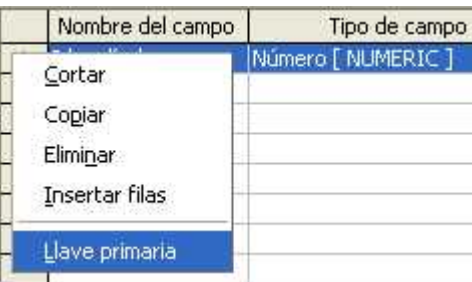 Nombre del campo Tipo de campo
Número [ NUMERIC ]
Cortar
Copiar
Eliminar
Insertar filas
Llave primaria